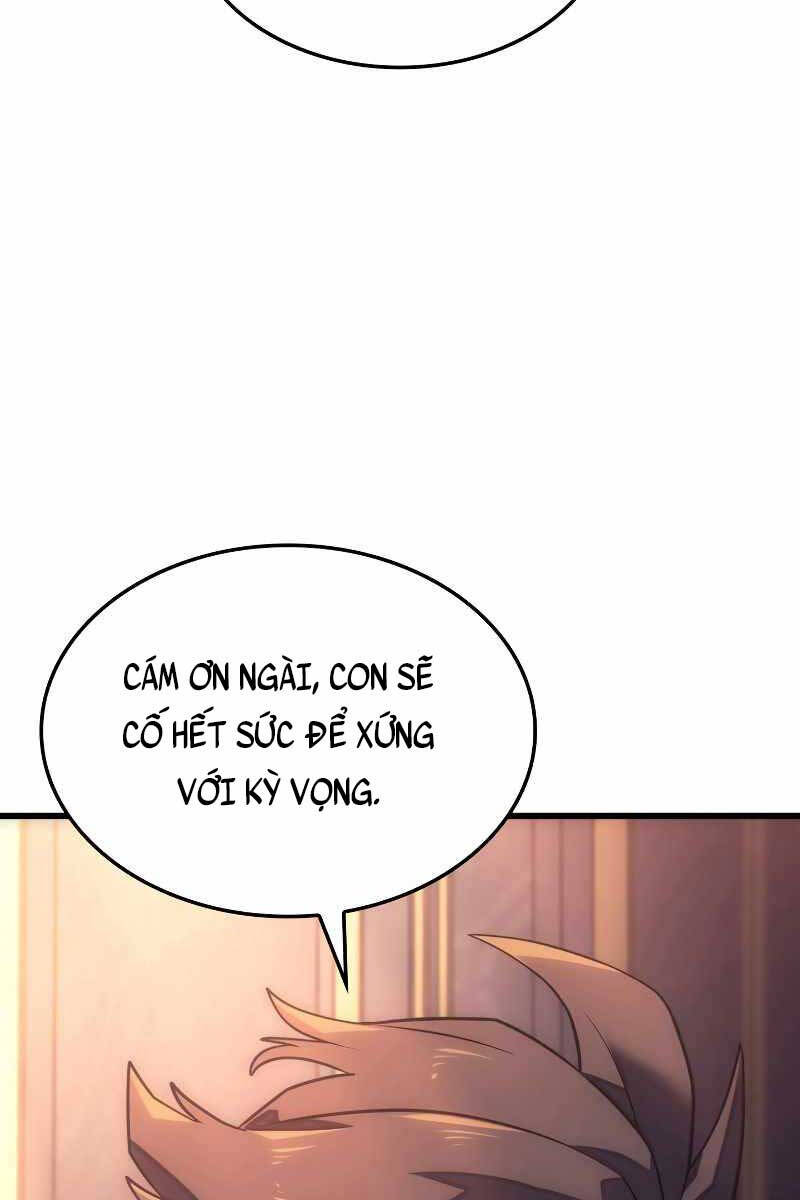 CÁM ƠN NGÀI, CON SẼ
CỐ HẾT SỨC ĐỂ XỨNG
VỚI KỲ VỌNG.